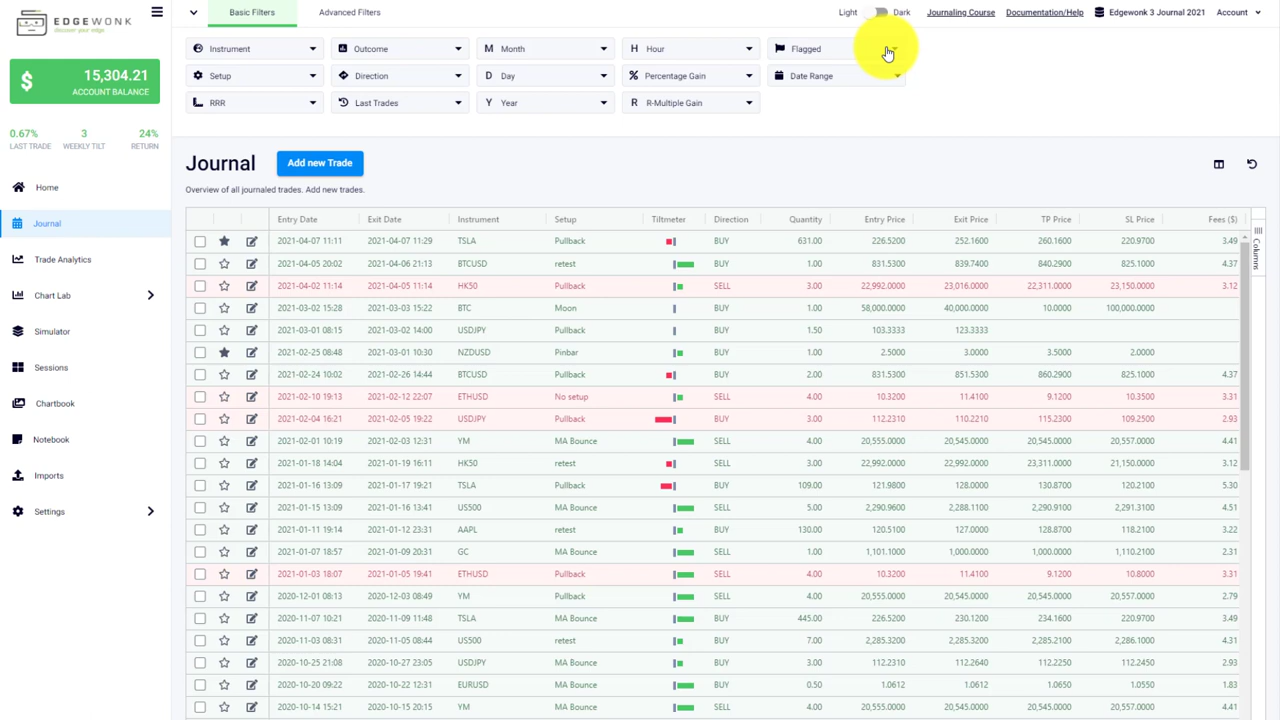 EDGEWONK
discover your edge
Basic Filters Advanced Filters Light Dark Journaling Course Documentation/Help Edgewonk 3 Journal 2021 Account
Instrument Outcome M Month H Hour Flagged
$ 15,304.21
ACCOUNT BALANCE
Setup Direction D Day % Percentage Gain Date Range
RRR Last Trades Y Year R R-Multiple Gain
0.67% 3 24%
LAST TRADE WEEKLY TILT RETURN
Journal Add new Trade
Overview of all journaled trades. Add new trades.
Home
Journal
Trade Analytics
Chart Lab
Simulator
Sessions
Chartbook
Notebook
Imports
Settings
Entry Date Exit Date Instrument Setup Tiltmeter Direction Quantity Entry Price Exit Price TP Price SL Price Fees ($)
Columns
2021-04-07 11:11 2021-04-07 11:29 TSLA Pullback BUY 631.00 226.5200 252.1600 260.1600 220.9700 3.49
2021-04-05 20:02 2021-04-06 21:13 BTCUSD retest BUY 1.00 831.5300 839.7400 840.2900 825.1000 4.37
2021-04-02 11:14 2021-04-05 11:14 HK50 Pullback SELL 3.00 22,992.0000 23,016.0000 22,311.0000 23,150.0000 3.12
2021-03-02 15:28 2021-03-03 15:22 BTC Moon BUY 1.00 58,000.0000 40,000.0000 10.0000 100,000.0000
2021-03-01 08:15 2021-03-02 14:00 USDJPY Pullback BUY 1.50 103.3333 123.3333
2021-02-25 08:48 2021-03-01 10:30 NZDUSD Pinbar BUY 1.00 2.5000 3.0000 3.5000 2.0000
2021-02-24 10:02 2021-02-26 14:44 BTCUSD Pullback BUY 2.00 831.5300 851.5300 860.2900 825.1000 4.37
2021-02-10 19:13 2021-02-12 22:07 ETHUSD No setup SELL 4.00 10.3200 11.4100 9.1200 10.3500 3.31
2021-02-04 16:21 2021-02-05 19:22 USDJPY Pullback BUY 3.00 112.2310 110.2210 115.2300 109.2500 2.93
2021-02-01 10:19 2021-02-03 12:31 YM MA Bounce SELL 4.00 20,555.0000 20,545.0000 20,545.0000 20,557.0000 4.41
2021-01-18 14:04 2021-01-19 16:11 HK50 retest SELL 3.00 22,992.0000 22,992.0000 23,311.0000 21,150.0000 3.12
2021-01-16 13:09 2021-01-17 19:21 TSLA Pullback BUY 109.00 121.9800 128.0000 130.8700 120.2100 5.30
2021-01-15 13:09 2021-01-16 13:41 US500 MA Bounce SELL 5.00 2,290.9600 2,288.1100 2,290.9100 2,291.3100 4.51
2021-01-11 19:14 2021-01-12 23:31 AAPL retest BUY 130.00 120.5100 127.0000 128.8700 118.2100 3.22
2021-01-07 18:57 2021-01-09 20:31 GC MA Bounce SELL 4.00 1,101.1000 1,000.0000 1,000.0000 1,110.2100 2.31
2021-01-03 18:07 2021-01-05 19:41 ETHUSD Pullback SELL 4.00 10.3200 11.4100 9.1200 10.8000 3.31
2020-12-01 08:13 2020-12-03 08:49 YM Pullback SELL 4.00 20,555.0000 20,545.0000 20,545.0000 20,557.0000 2.79
2020-11-07 10:21 2020-11-09 11:48 TSLA MA Bounce BUY 445.00 227.5200 230.1200 234.1600 220.9700 3.49
2020-11-03 08:31 2020-11-05 08:44 US500 retest BUY 7.00 2,285.3200 2,285.3200 2,285.2100 2,286.1000 4.31
2020-10-25 21:08 2020-10-27 23:05 USDJPY MA Bounce BUY 3.00 112.2310 112.2640 112.2250 112.2450 2.93
2020-10-20 09:22 2020-10-22 12:31 EURUSD MA Bounce BUY 0.50 1.0612 1.0612 1.0650 1.0550 1.83
2020-10-14 15:21 2020-10-15 20:15 YM MA Bounce SELL 4.00 20,555.0000 20,545.0000 20,545.0000 20,557.0000 4.41